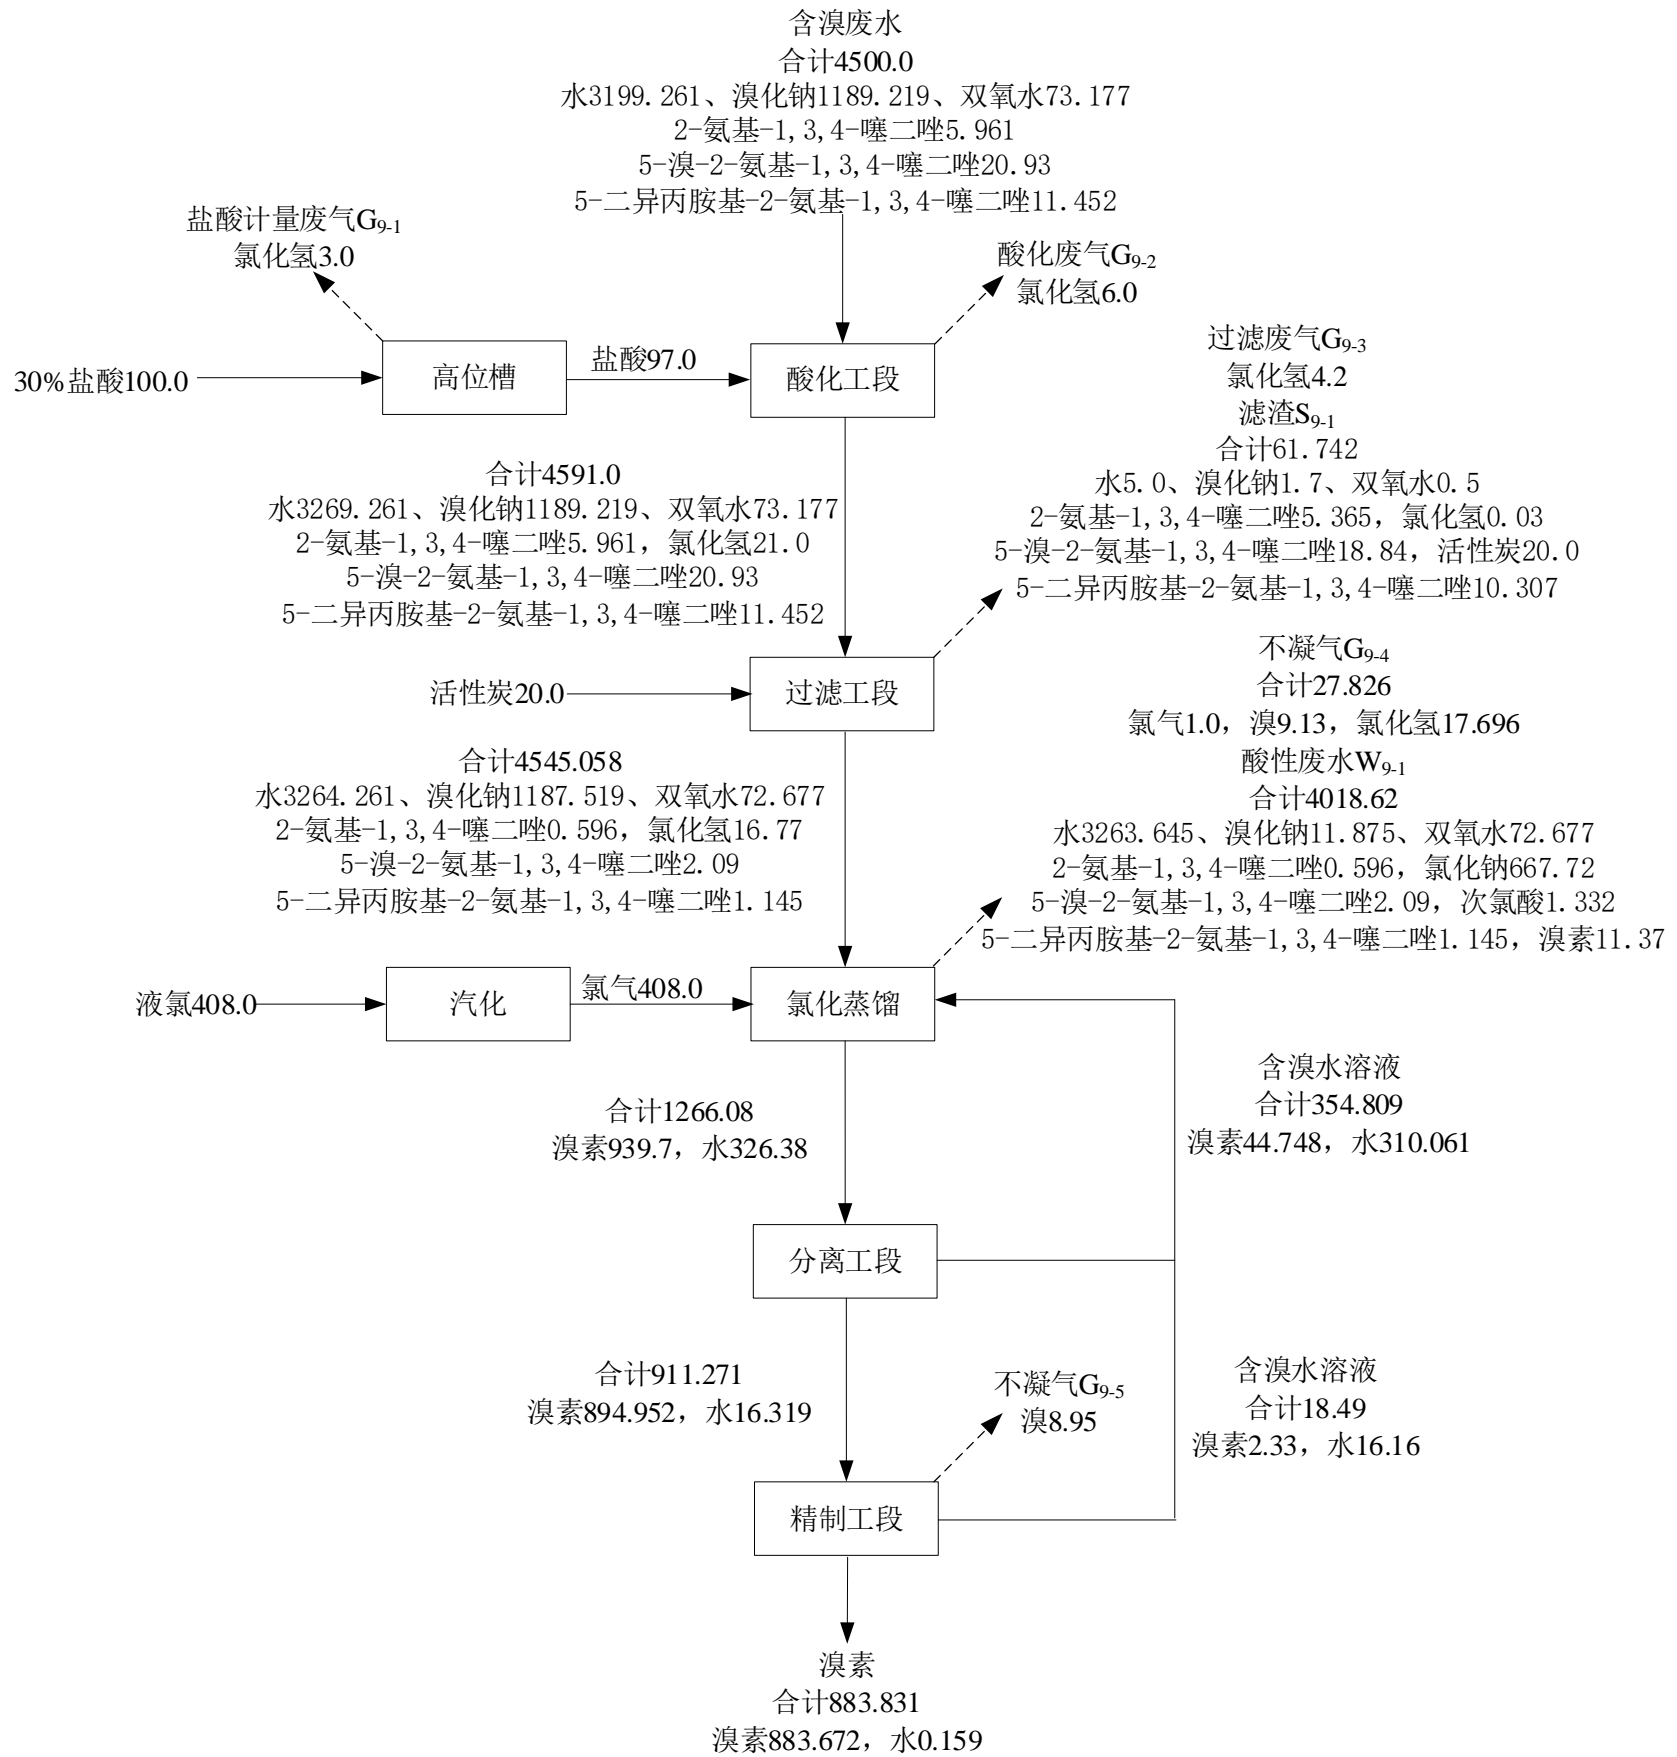 含溴废水
合计4500.0
水3199.261、溴化钠1189.219、双氧水73.177
2-氨基-1,3,4-噻二唑5.961
5-溴-2-氨基-1,3,4-噻二唑20.93
5-二异丙胺基-2-氨基-1,3,4-噻二唑11.452
盐酸计量废气G9-1
氯化氢3.0
酸化废气G9-2
氯化氢6.0
30%盐酸100.0
高位槽
盐酸97.0
酸化工段
过滤废气G9-3
氯化氢4.2
滤渣S9-1
合计61.742
水5.0、溴化钠1.7、双氧水0.5
2-氨基-1,3,4-噻二唑5.365，氯化氢0.03
5-溴-2-氨基-1,3,4-噻二唑18.84，活性炭20.0
5-二异丙胺基-2-氨基-1,3,4-噻二唑10.307
合计4591.0
水3269.261、溴化钠1189.219、双氧水73.177
2-氨基-1,3,4-噻二唑5.961，氯化氢21.0
5-溴-2-氨基-1,3,4-噻二唑20.93
5-二异丙胺基-2-氨基-1,3,4-噻二唑11.452
活性炭20.0
过滤工段
不凝气G9-4
合计27.826
氯气1.0，溴9.13，氯化氢17.696
酸性废水W9-1
合计4018.62
水3263.645、溴化钠11.875、双氧水72.677
2-氨基-1,3,4-噻二唑0.596，氯化钠667.72
5-溴-2-氨基-1,3,4-噻二唑2.09，次氯酸1.332
5-二异丙胺基-2-氨基-1,3,4-噻二唑1.145，溴素11.37
合计4545.058
水3264.261、溴化钠1187.519、双氧水72.677
2-氨基-1,3,4-噻二唑0.596，氯化氢16.77
5-溴-2-氨基-1,3,4-噻二唑2.09
5-二异丙胺基-2-氨基-1,3,4-噻二唑1.145
液氯408.0
汽化
氯气408.0
氯化蒸馏
合计1266.08
溴素939.7，水326.38
含溴水溶液
合计354.809
溴素44.748，水310.061
分离工段
合计911.271
溴素894.952，水16.319
不凝气G9-5
溴8.95
含溴水溶液
合计18.49
溴素2.33，水16.16
精制工段
溴素
合计883.831
溴素883.672，水0.159